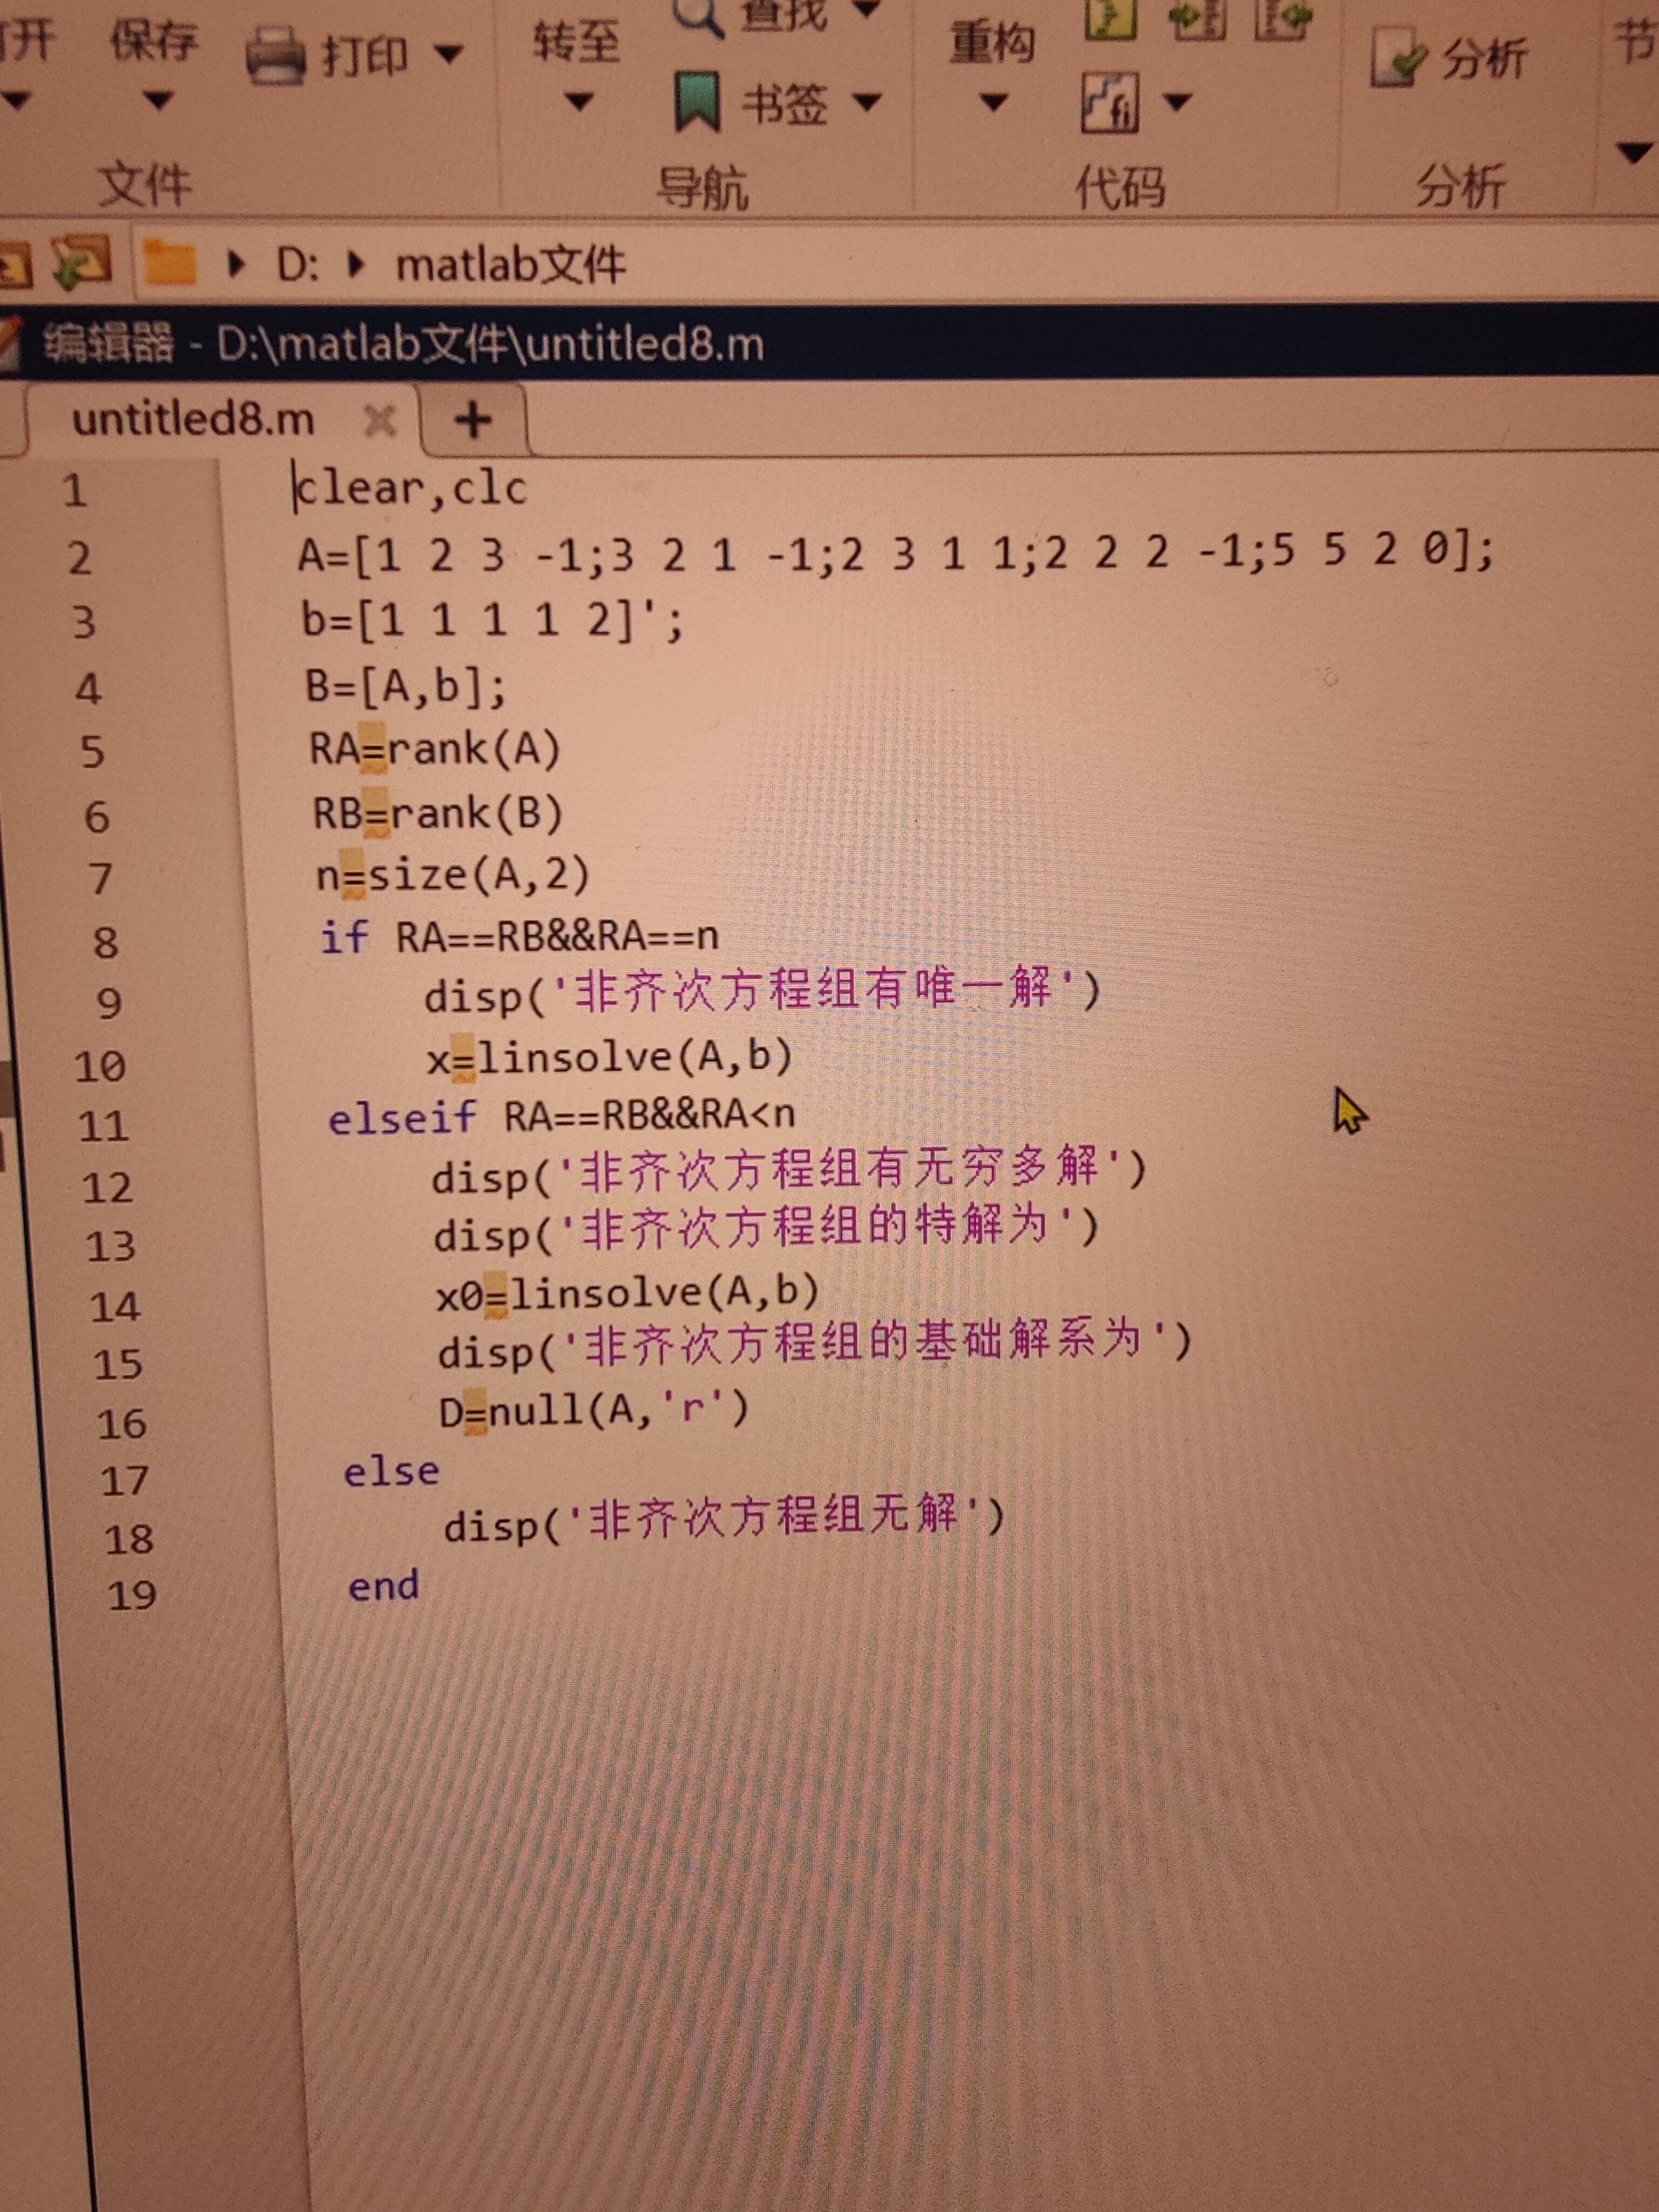 打开 保存 打印 转至 查找 重构 分析 节
书签
文件 导航 代码 分析
D: matlab文件
编辑器 - D:\matlab文件\untitled8.m
untitled8.m
1 clear,clc
2 A=[1 2 3 -1;3 2 1 -1;2 3 1 1;2 2 2 -1;5 5 2 0];
3 b=[1 1 1 1 2]';
4 B=[A,b];
5 RA=rank(A)
6 RB=rank(B)
7 n=size(A,2)
8 if RA==RB&&RA==n
9 disp('非齐次方程组有唯一解')
10 x=linsolve(A,b)
11 elseif RA==RB&&RA<n
12 disp('非齐次方程组有无穷多解')
13 disp('非齐次方程组的特解为')
14 x0=linsolve(A,b)
15 disp('非齐次方程组的基础解系为')
16 D=null(A,'r')
17 else
18 disp('非齐次方程组无解')
19 end